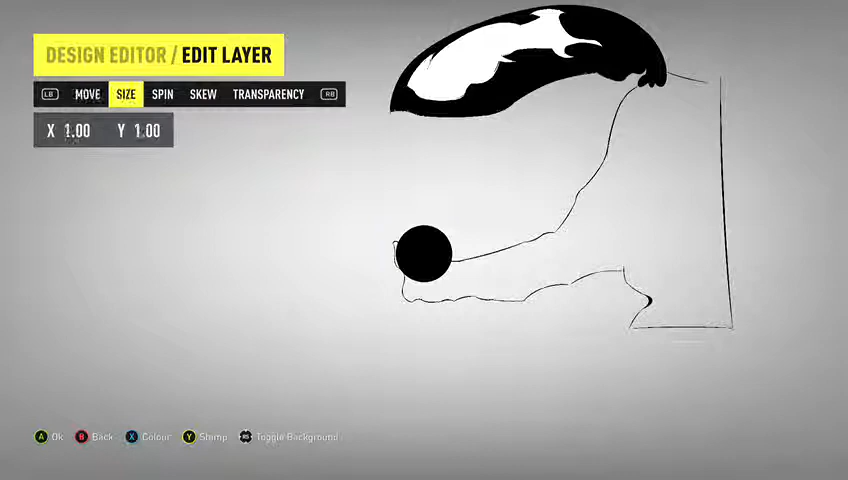 DESIGN EDITOR / EDIT LAYER
LB MOVE SIZE SPIN SKEW TRANSPARENCY RB
X 1.00 Y 1.00
A Ok B Back X Colour Y Stamp RS Toggle Background